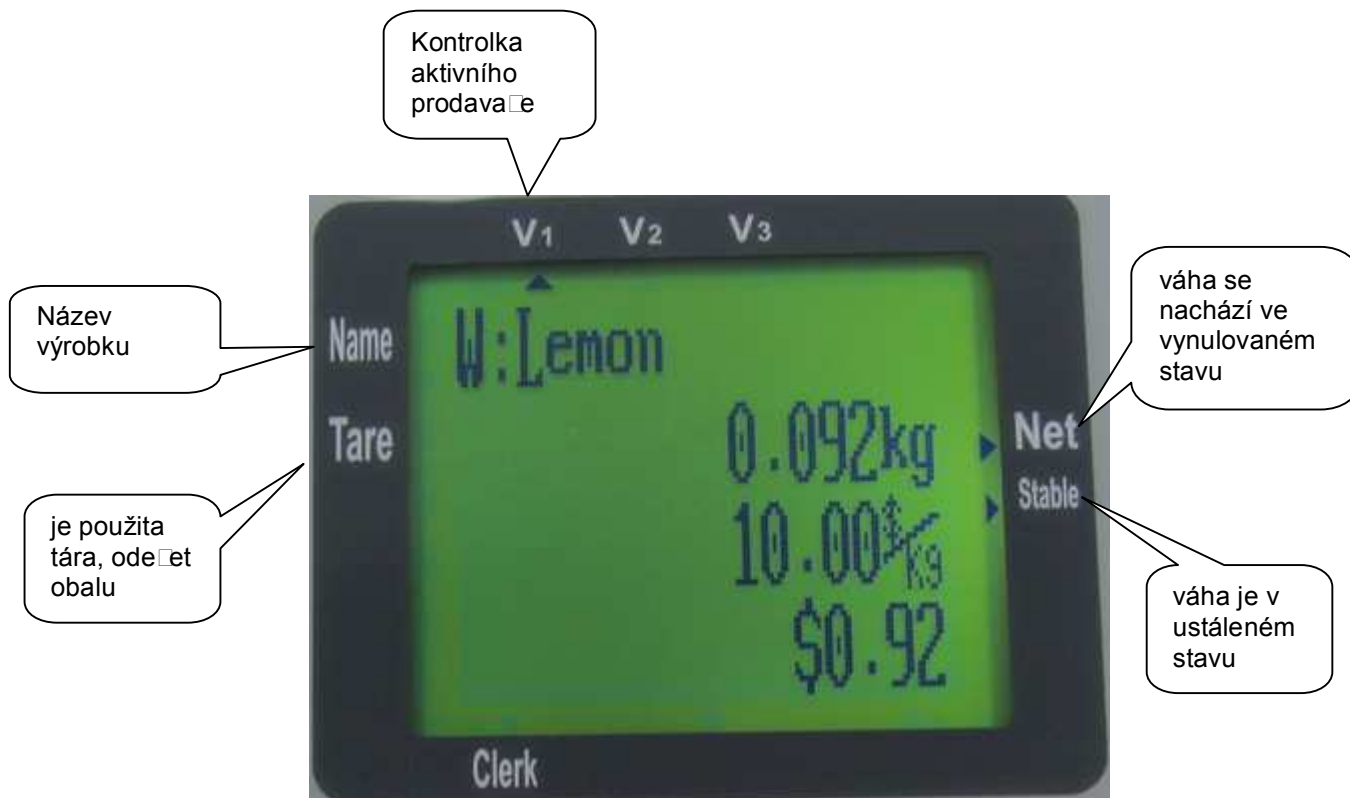 Kontrolka
aktivního
prodava□e
V1 V2 V3
Název
výrobku
Name
W:Lemon
váha se
nachází ve
vynulovaném
stavu
Tare
0.092kg
Net
10.00$/kg
Stable
je použita
tára, ode□et
obalu
$0.92
váha je v
ustáleném
stavu
Clerk